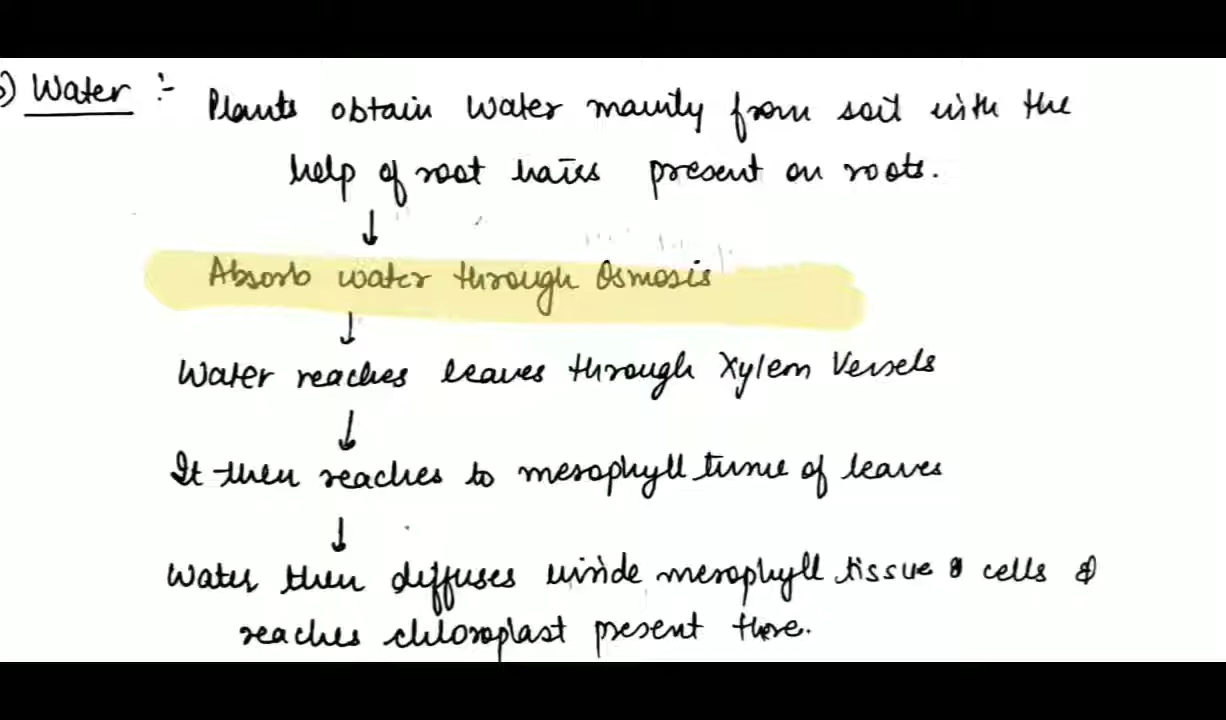 ) Water :-
Plants obtain water mainly from soil with the
help of root hairs present on roots.
↓
Absorb water through Osmosis
↓
Water reaches leaves through Xylem Vessels
↓
It then reaches to mesophyll tissue of leaves
↓
Water then diffuses inside mesophyll tissue cells &
reaches chloroplast present there.